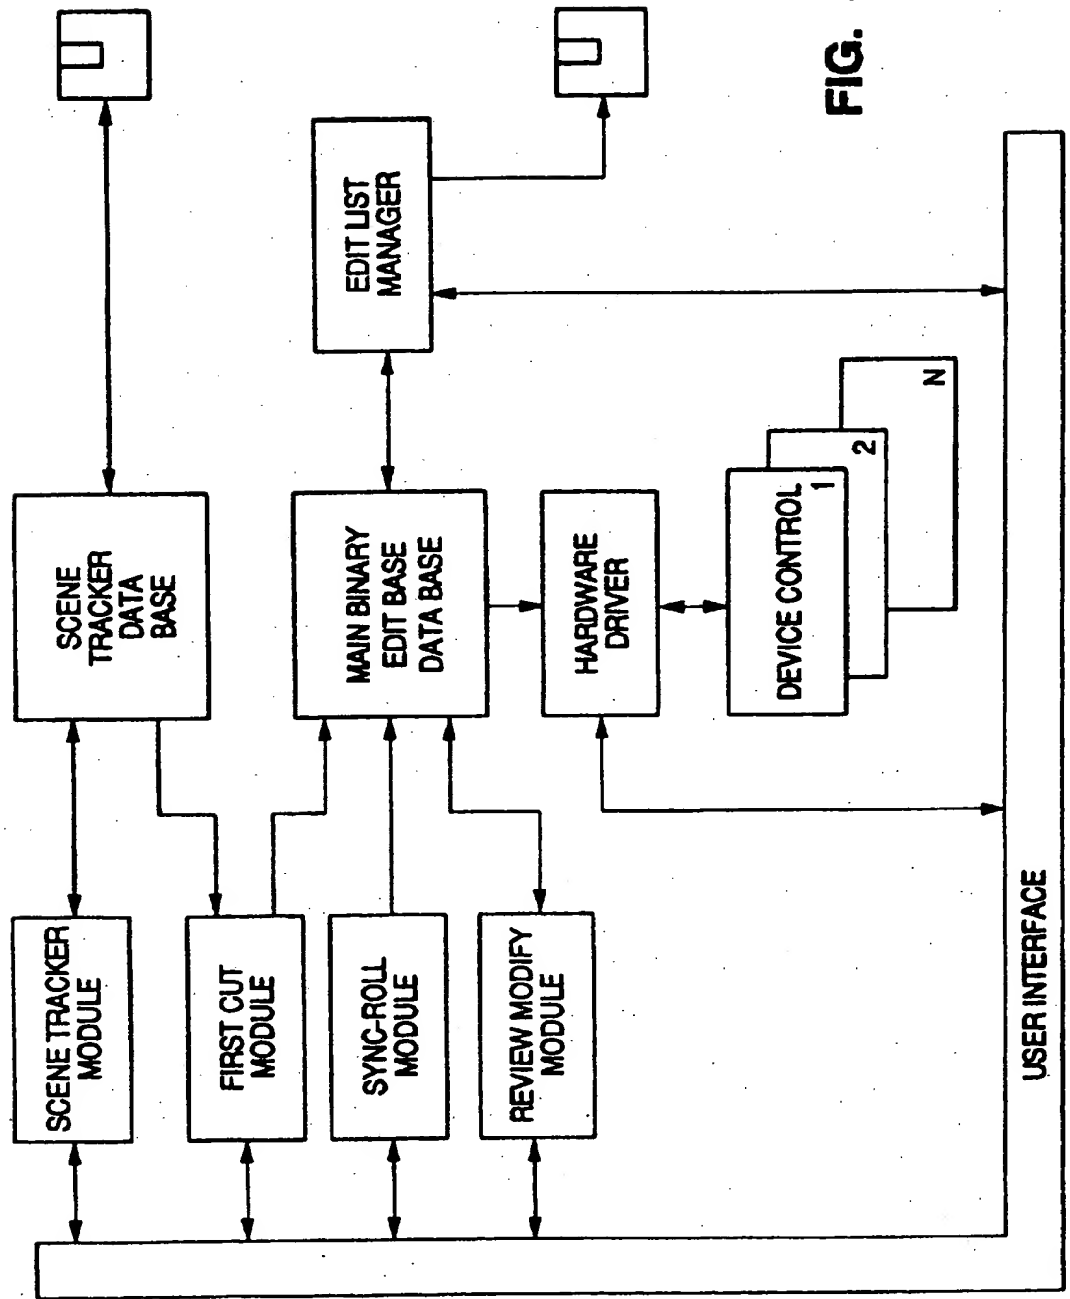 SCENE TRACKER
MODULE
SCENE
TRACKER
DATA
BASE
FIRST CUT
MODULE
SYNC-ROLL
MODULE
REVIEW MODIFY
MODULE
MAIN BINARY
EDIT BASE
DATA BASE
EDIT LIST
MANAGER
HARDWARE
DRIVER
DEVICE CONTROL
1
2
N
USER INTERFACE
FIG.